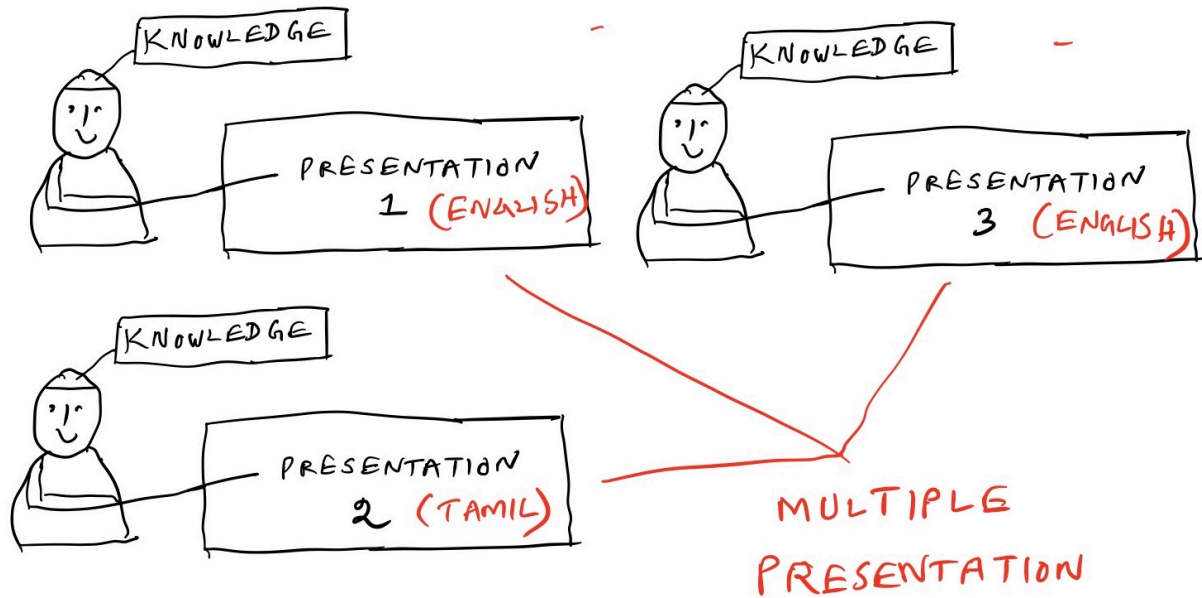 KNOWLEDGE
PRESENTATION
1 (ENGLISH)
KNOWLEDGE
PRESENTATION
3 (ENGLISH)
KNOWLEDGE
PRESENTATION
2 (TAMIL)
MULTIPLE
PRESENTATION